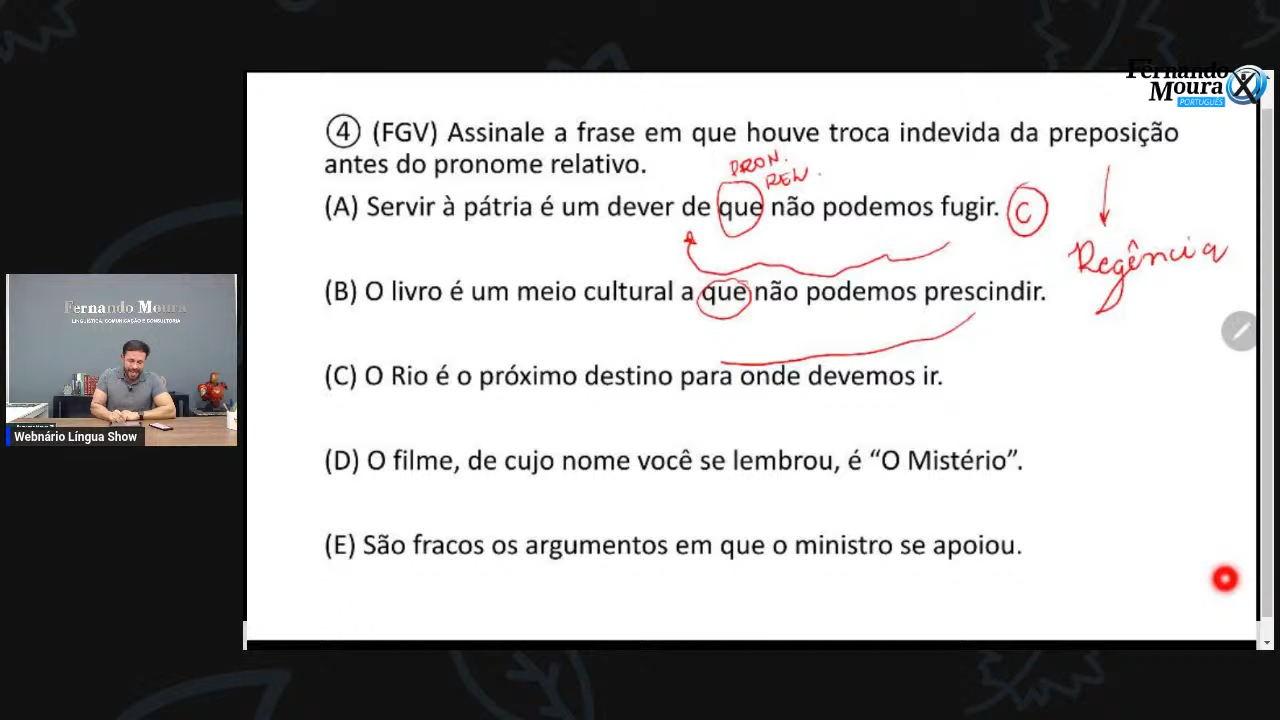 Fernando
Moura
PORTUGUÊS
④ (FGV) Assinale a frase em que houve troca indevida da preposição
antes do pronome relativo.
PRON.
REL.
(A) Servir à pátria é um dever de que não podemos fugir. C
Regência
(B) O livro é um meio cultural a que não podemos prescindir.
(C) O Rio é o próximo destino para onde devemos ir.
(D) O filme, de cujo nome você se lembrou, é “O Mistério”.
(E) São fracos os argumentos em que o ministro se apoiou.
Fernando Moura
LINGUÍSTICA, COMUNICAÇÃO E CONSULTORIA
Webnário Língua Show